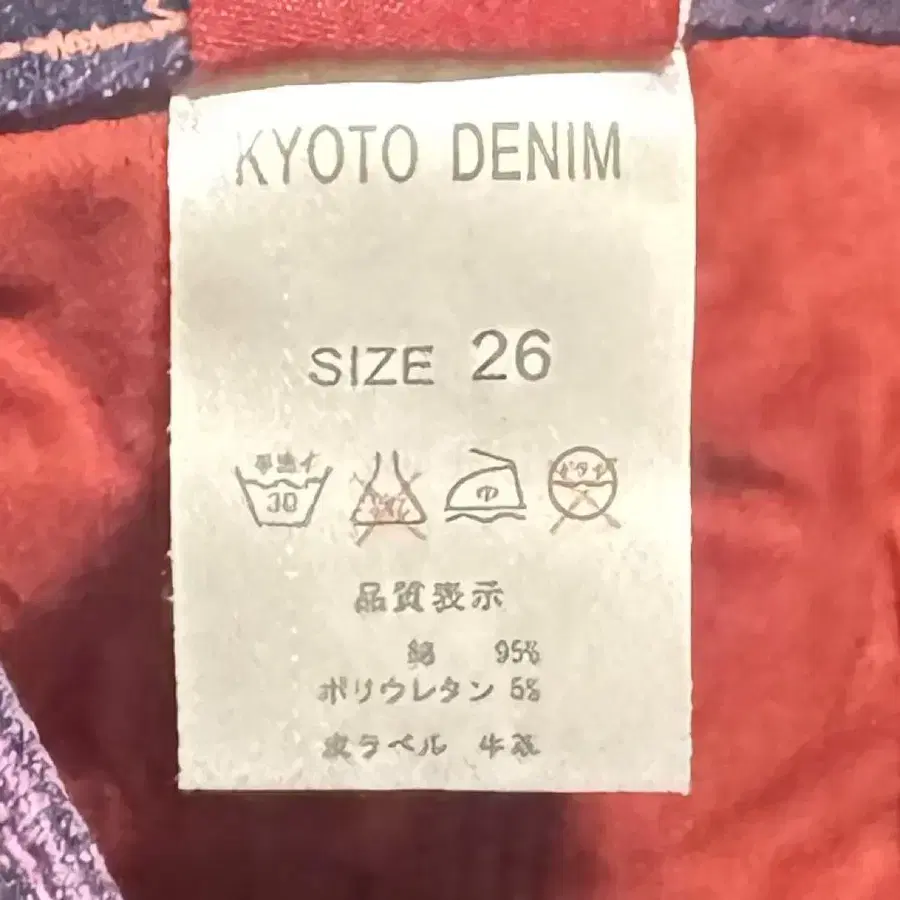 KYOTO DENIM
SIZE 26
手洗イ
30
中
品質表示
綿 95%
ポリウレタン 5%
皮ラベル 牛革